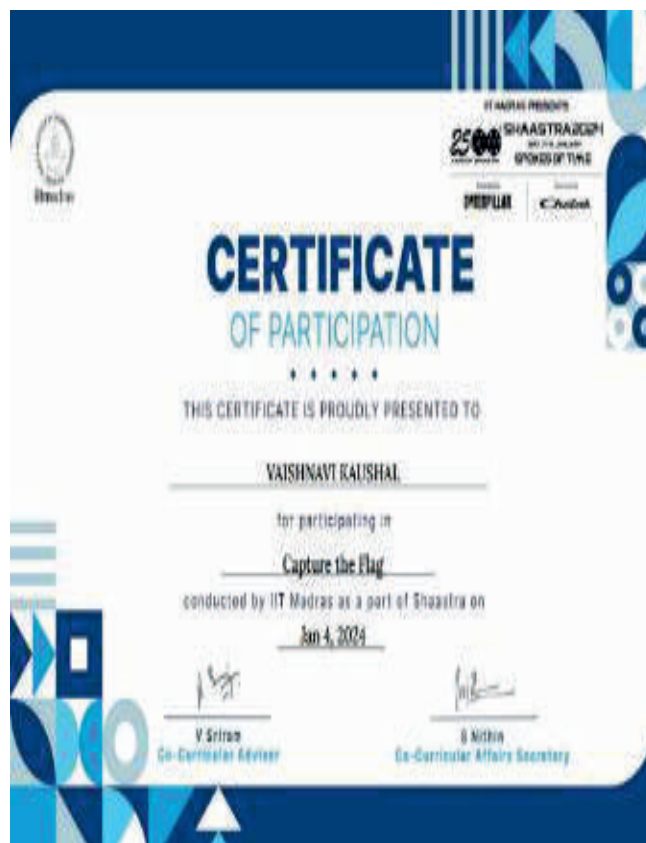 IIT MADRAS PRESENTS
SHAASTRA 2024
SPOKES OF TIME
CATERPILLAR
CERTIFICATE
OF PARTICIPATION
THIS CERTIFICATE IS PROUDLY PRESENTED TO
VAISHNAVI KAUSHAL
for participating in
Capture the Flag
conducted by IIT Madras as a part of Shaastra on
Jan 4, 2024
V Sriram
Co-Curricular Advisor
S Nithin
Co-Curricular Affairs Secretary